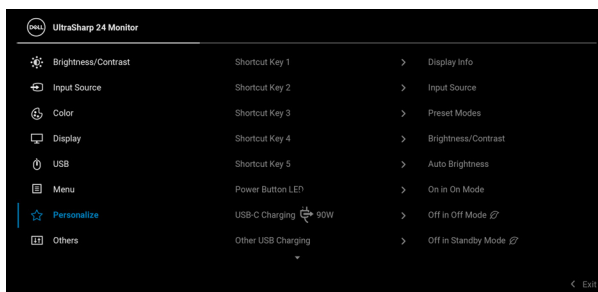 DELL UltraSharp 24 Monitor
Brightness/Contrast Shortcut Key 1 > Display Info
Input Source Shortcut Key 2 > Input Source
Color Shortcut Key 3 > Preset Modes
Display Shortcut Key 4 > Brightness/Contrast
USB Shortcut Key 5 > Auto Brightness
Menu Power Button LED > On in On Mode
Personalize USB-C Charging 90W > Off in Off Mode
Others Other USB Charging > Off in Standby Mode
< Exit